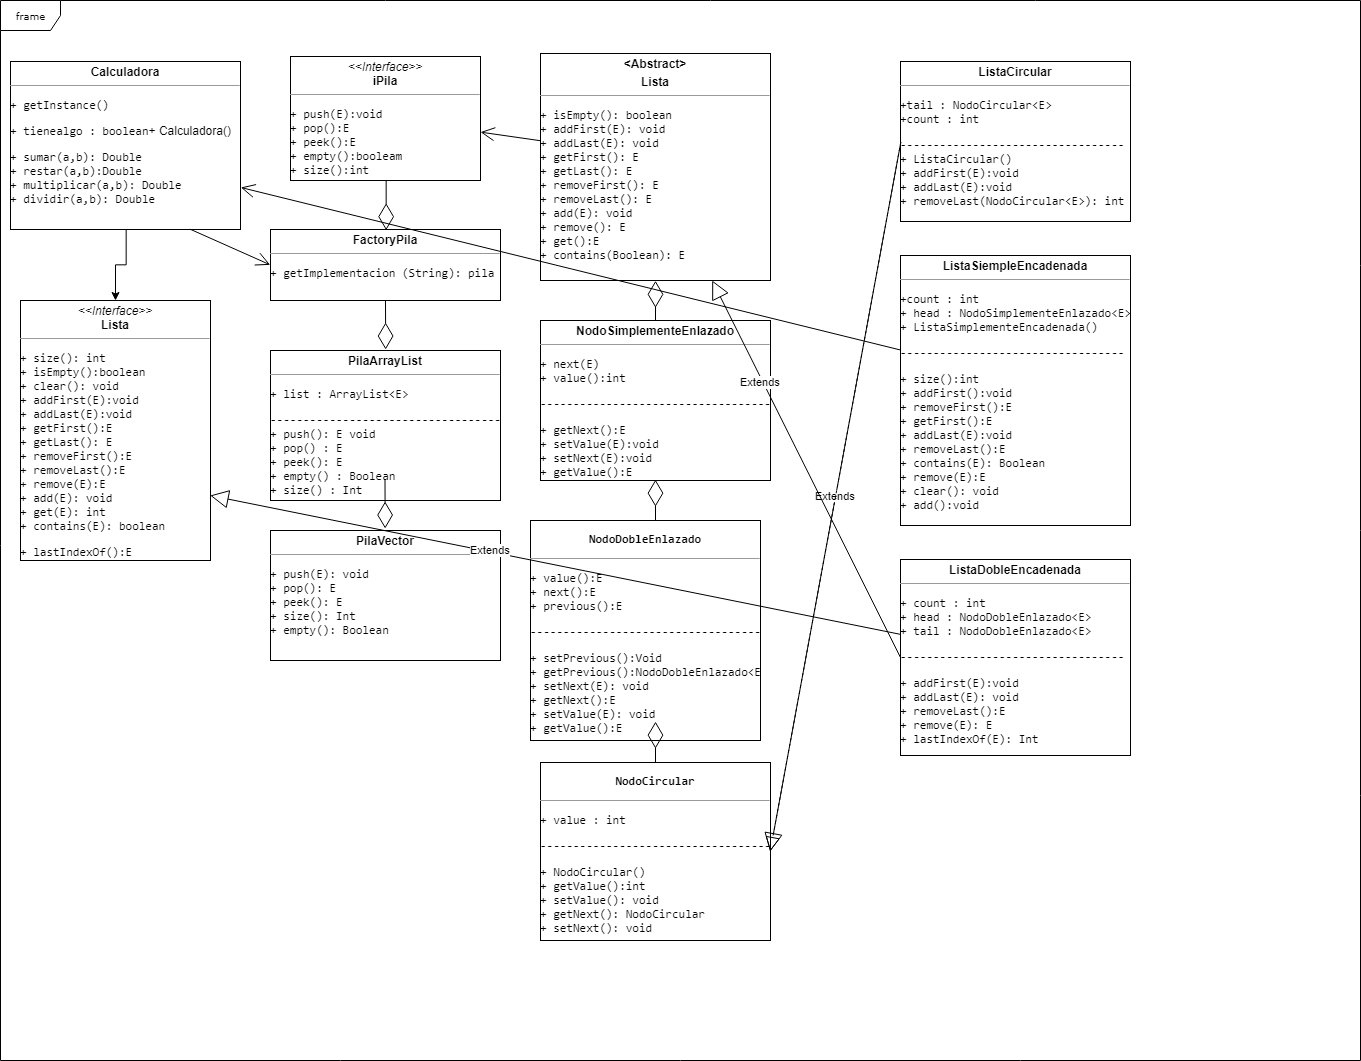 frame
Calculadora
+ getInstance()
+ tienealgo : boolean+ Calculadora()
+ sumar(a,b): Double
+ restar(a,b):Double
+ multiplicar(a,b): Double
+ dividir(a,b): Double
<<Interface>>
Lista
+ size(): int
+ isEmpty():boolean
+ clear(): void
+ addFirst(E):void
+ addLast(E):void
+ getFirst():E
+ getLast(): E
+ removeFirst():E
+ removeLast():E
+ remove(E):E
+ add(E): void
+ get(E): int
+ contains(E): boolean
+ lastIndexOf():E
<<Interface>>
iPila
+ push(E):void
+ pop():E
+ peek():E
+ empty():booleam
+ size():int
FactoryPila
+ getImplementacion (String): pila
PilaArrayList
+ list : ArrayList<E>
+ push(): E void
+ pop() : E
+ peek(): E
+ empty() : Boolean
+ size() : Int
PilaVector
+ push(E): void
+ pop(): E
+ peek(): E
+ size(): Int
+ empty(): Boolean
<Abstract>
Lista
+ isEmpty(): boolean
+ addFirst(E): void
+ addLast(E): void
+ getFirst(): E
+ getLast(): E
+ removeFirst(): E
+ removeLast(): E
+ add(E): void
+ remove(): E
+ get():E
+ contains(Boolean): E
NodoSimplementeEnlazado
+ next(E)
+ value():int
+ getNext():E
+ setValue(E):void
+ setNext(E):void
+ getValue():E
NodoDobleEnlazado
+ value():E
+ next():E
+ previous():E
+ setPrevious():Void
+ getPrevious():NodoDobleEnlazado<E
+ setNext(E): void
+ getNext():E
+ setValue(E): void
+ getValue():E
NodoCircular
+ value : int
+ NodoCircular()
+ getValue():int
+ setValue(): void
+ getNext(): NodoCircular
+ setNext(): void
Extends
Extends
Extends
ListaCircular
+tail : NodoCircular<E>
+count : int
+ ListaCircular()
+ addFirst(E):void
+ addLast(E):void
+ removeLast(NodoCircular<E>): int
ListaSiempleEncadenada
+count : int
+ head : NodoSimplementeEnlazado<E>
+ ListaSimplementeEncadenada()
+ size():int
+ addFirst():void
+ removeFirst():E
+ getFirst():E
+ addLast():void
+ removeLast():E
+ contains(E): Boolean
+ remove(E):E
+ clear(): void
+ add():void
ListaDobleEncadenada
+ count : int
+ head : NodoDobleEnlazado<E>
+ tail : NodoDobleEnlazado<E>
+ addFirst(E):void
+ addLast(E): void
+ removeLast():E
+ remove(E): E
+ lastIndexOf(E): Int